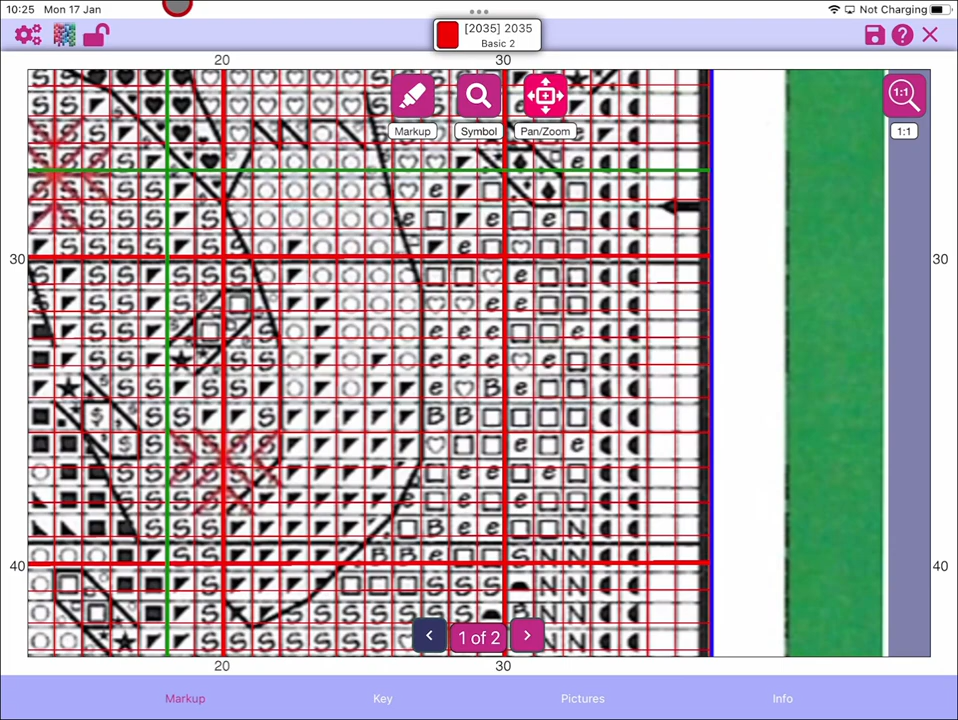 10:25 Mon 17 Jan
Not Charging
[2035] 2035
Basic 2
20 30
Markup Symbol Pan/Zoom
1:1
1:1
30 30
40 40
1 of 2
20 30
Markup Key Pictures Info